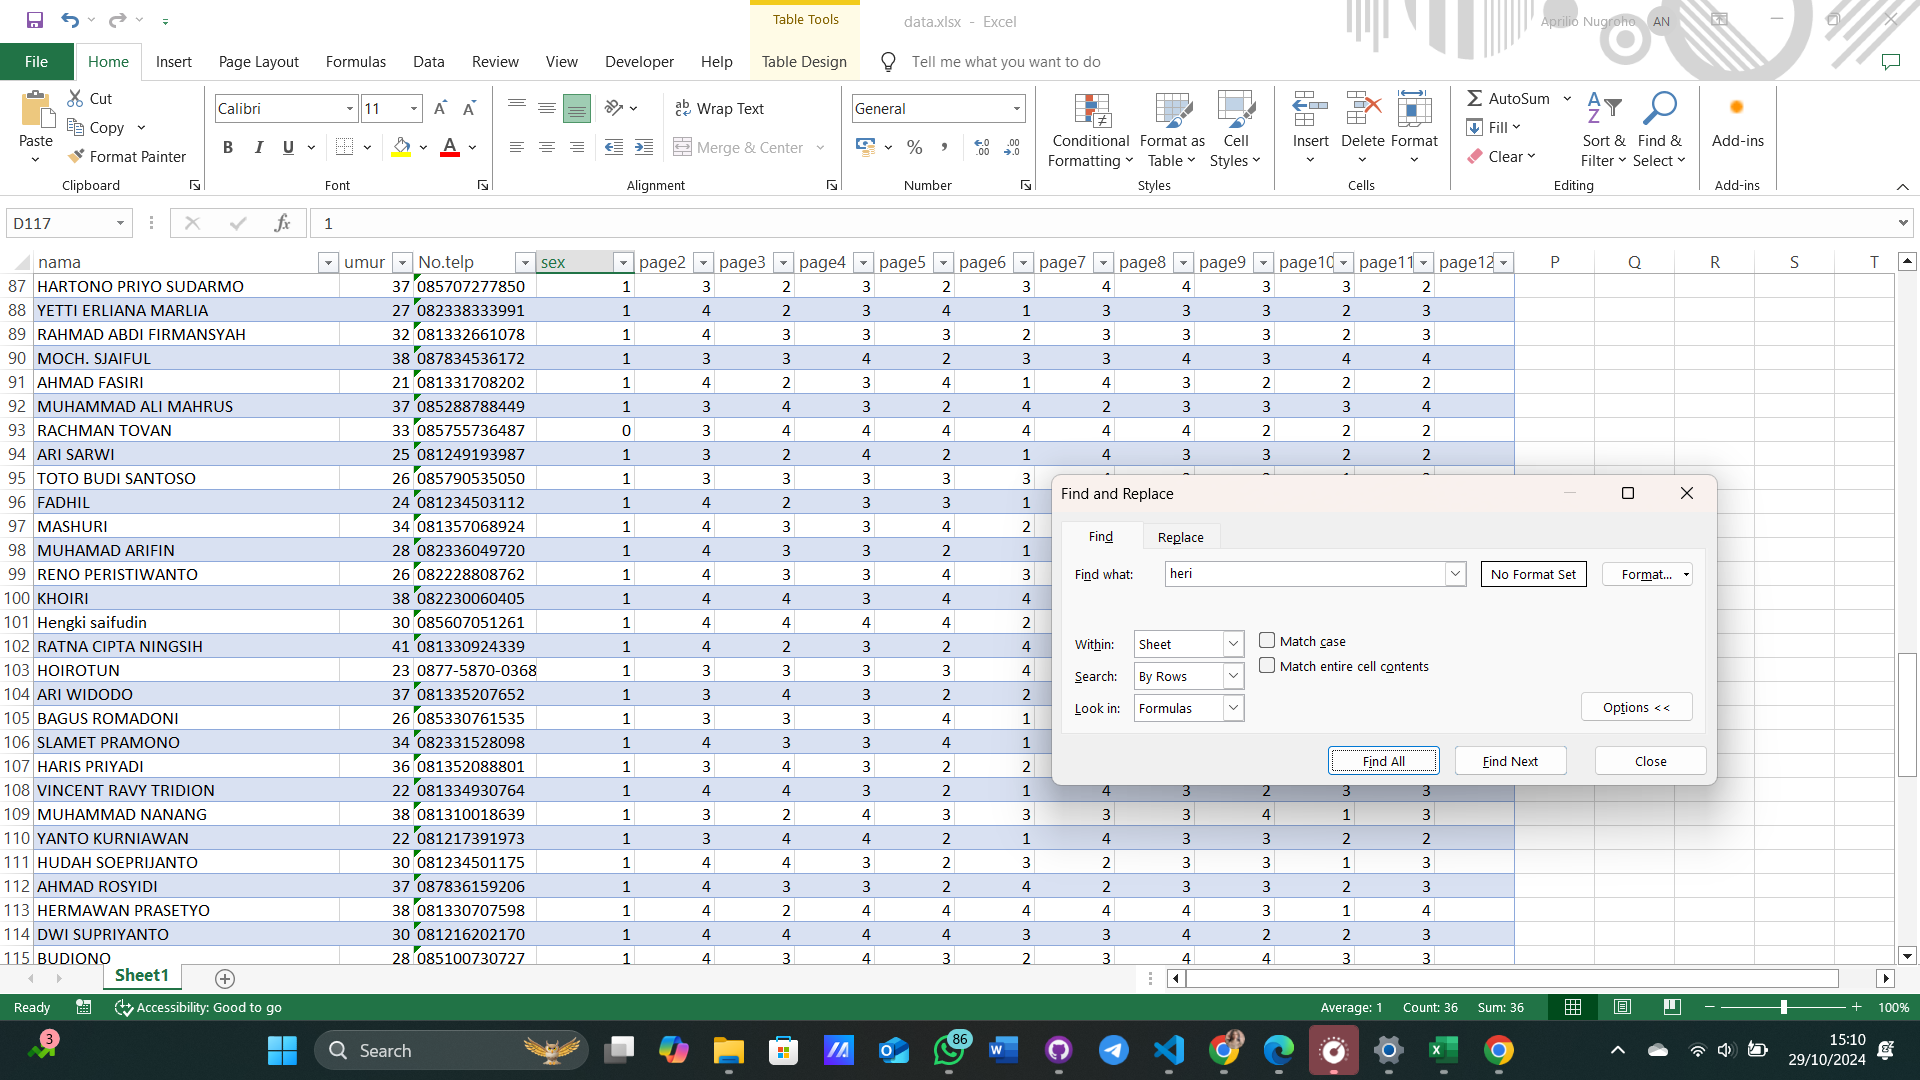 Table Tools
data.xlsx - Excel
Aprilio Nugroho AN
File Home Insert Page Layout Formulas Data Review View Developer Help Table Design Tell me what you want to do
Paste
Cut
Copy
Format Painter
Clipboard
Calibri 11
B I U
Font
Wrap Text
Merge & Center
Alignment
General
Number
Conditional Formatting
Format as Table
Cell Styles
Styles
Insert Delete Format
Cells
AutoSum
Fill
Clear
Sort & Filter
Find & Select
Editing
Add-ins
Add-ins
D117 fx 1
nama umur No.telp sex page2 page3 page4 page5 page6 page7 page8 page9 page10 page11 page12 P Q R S T
87 HARTONO PRIYO SUDARMO 37 085707277850 1 3 2 3 2 3 4 4 3 3 2
88 YETTI ERLIANA MARLIA 27 082338333991 1 4 2 3 4 1 3 3 3 2 3
89 RAHMAD ABDI FIRMANSYAH 32 081332661078 1 4 3 3 3 2 3 3 3 2 3
90 MOCH. SJAIFUL 38 087834536172 1 3 3 4 2 3 3 4 3 4 4
91 AHMAD FASIRI 21 081331708202 1 4 2 3 4 1 4 3 2 2 2
92 MUHAMMAD ALI MAHRUS 37 085288788449 1 3 4 3 2 4 2 3 3 3 4
93 RACHMAN TOVAN 33 085755736487 0 3 4 4 4 4 4 4 2 2 2
94 ARI SARWI 25 081249193987 1 3 2 4 2 1 4 3 3 2 2
95 TOTO BUDI SANTOSO 26 085790535050 1 3 3 3 3 3
96 FADHIL 24 081234503112 1 4 2 3 3 1
97 MASHURI 34 081357068924 1 4 3 3 4 2
98 MUHAMAD ARIFIN 28 082336049720 1 4 3 3 2 1
99 RENO PERISTIWANTO 26 082228808762 1 4 3 3 4 3
100 KHOIRI 38 082230060405 1 4 4 3 4 4
101 Hengki saifudin 30 085607051261 1 4 4 4 4 2
102 RATNA CIPTA NINGSIH 41 081330924339 1 4 2 3 2 4
103 HOIROTUN 23 0877-5870-0368 1 3 3 3 3 4
104 ARI WIDODO 37 081335207652 1 3 4 3 2 2
105 BAGUS ROMADONI 26 085330761535 1 3 3 3 4 1
106 SLAMET PRAMONO 34 082331528098 1 4 3 3 4 1
107 HARIS PRIYADI 36 081352088801 1 3 4 3 2 2
108 VINCENT RAVY TRIDION 22 081334930764 1 4 4 3 2 1 4 3 2 3 3
109 MUHAMMAD NANANG 38 081310018639 1 3 2 4 3 3 3 3 4 1 3
110 YANTO KURNIAWAN 22 081217391973 1 3 4 4 2 1 4 3 3 2 2
111 HUDAH SOEPRIJANTO 30 081234501175 1 4 4 3 2 3 2 3 3 1 3
112 AHMAD ROSYIDI 37 087836159206 1 4 3 3 2 4 2 3 3 2 3
113 HERMAWAN PRASETYO 38 081330707598 1 4 2 4 4 4 4 4 3 1 4
114 DWI SUPRIYANTO 30 081216202170 1 4 4 4 4 3 3 4 2 2 3
115 BUDIONO 28 085100730727 1 4 3 4 3 2 3 4 4 3 3
Find and Replace
Find Replace
Find what: heri No Format Set Format...
Within: Sheet Match case
Match entire cell contents
Search: By Rows
Look in: Formulas
Options <<
Find All Find Next Close
Sheet1
Ready Accessibility: Good to go Average: 1 Count: 36 Sum: 36 100%
3
Search
86
15:10
29/10/2024